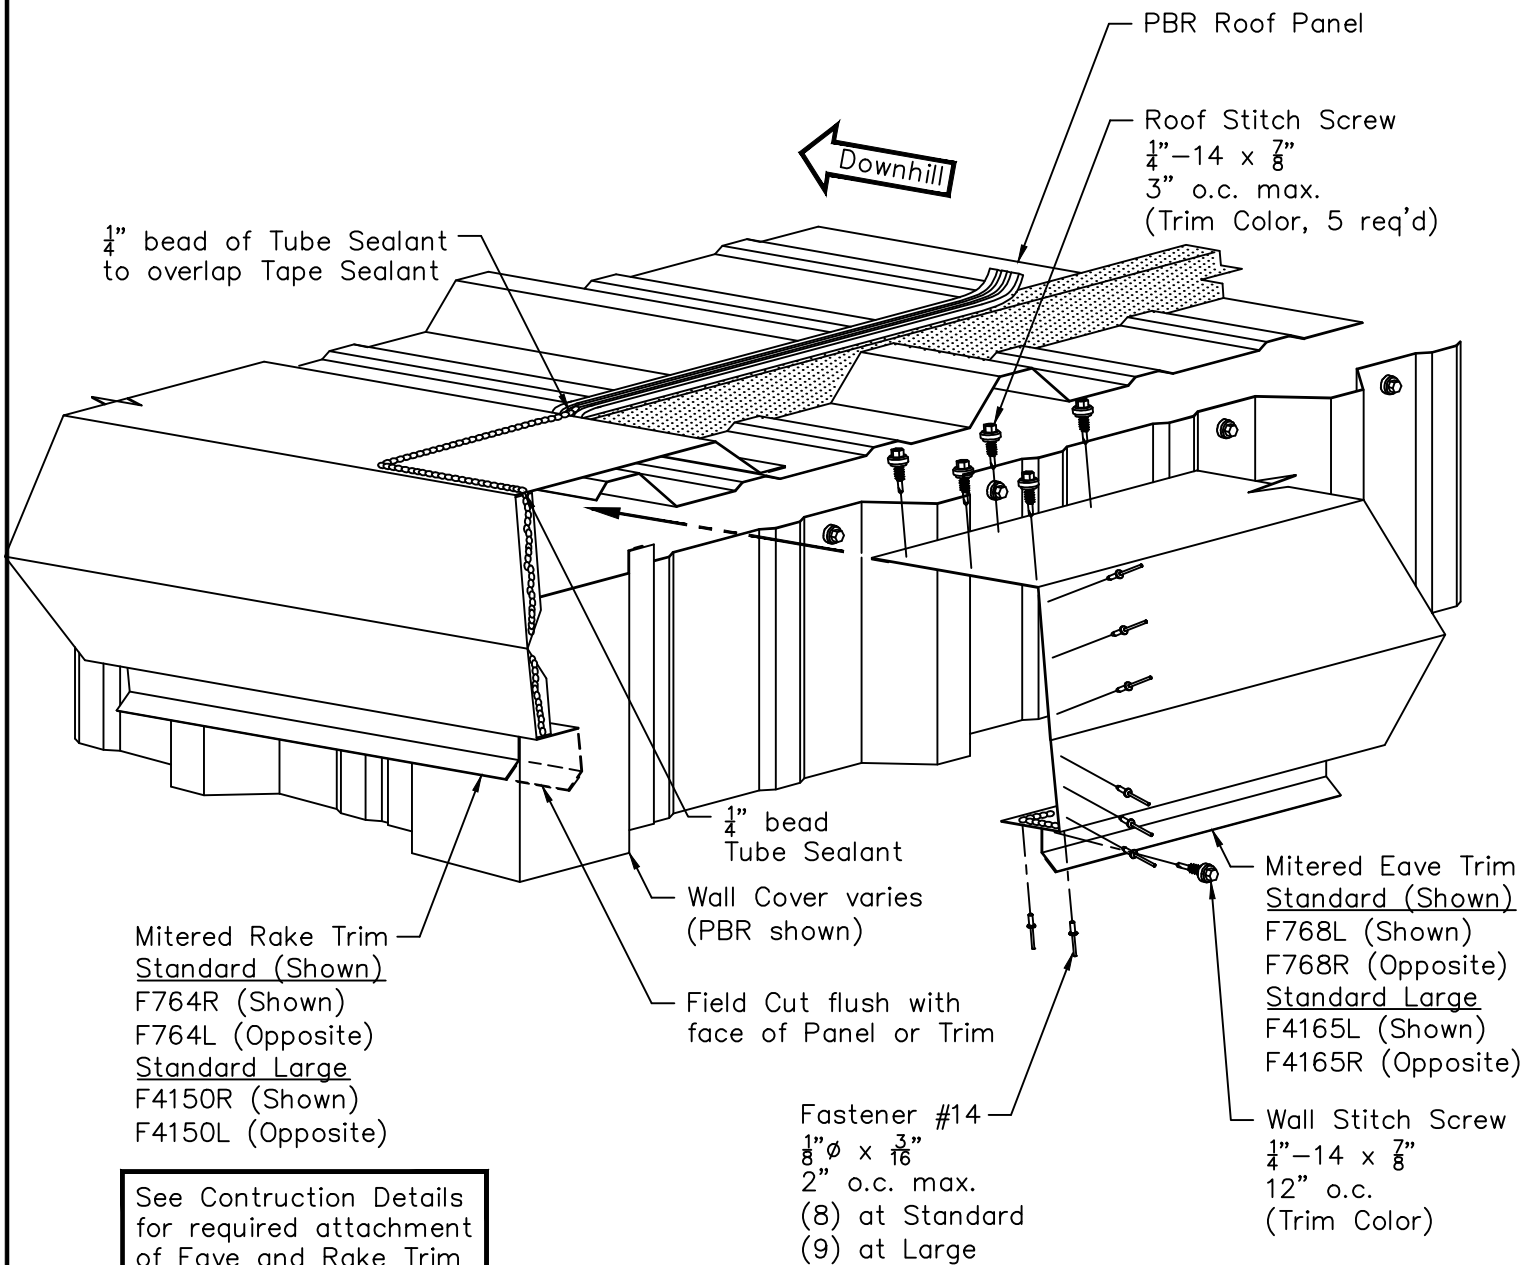 PBR Roof Panel
Roof Stitch Screw
1/4"-14 x 7/8"
3" o.c. max.
(Trim Color, 5 req'd)
Downhill
1/4" bead of Tube Sealant
to overlap Tape Sealant
1/4" bead
Tube Sealant
Wall Cover varies
(PBR shown)
Mitered Rake Trim
Standard (Shown)
F764R (Shown)
F764L (Opposite)
Standard Large
F4150R (Shown)
F4150L (Opposite)
Field Cut flush with
face of Panel or Trim
Mitered Eave Trim
Standard (Shown)
F768L (Shown)
F768R (Opposite)
Standard Large
F4165L (Shown)
F4165R (Opposite)
Fastener #14
1/8"ø x 3/16"
2" o.c. max.
(8) at Standard
(9) at Large
Wall Stitch Screw
1/4"-14 x 7/8"
12" o.c.
(Trim Color)
See Contruction Details
for required attachment
of Eave and Rake Trim